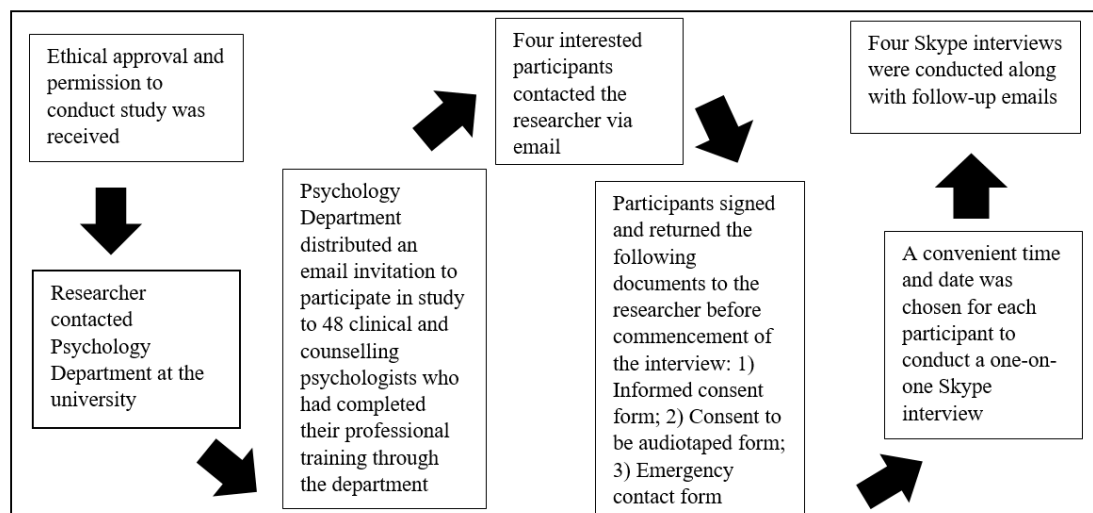 Ethical approval and
permission to
conduct study was
received
Researcher
contacted
Psychology
Department at the
university
Psychology
Department
distributed an
email invitation to
participate in study
to 48 clinical and
counselling
psychologists who
had completed
their professional
training through
the department
Four interested
participants
contacted the
researcher via
email
Participants signed
and returned the
following
documents to the
researcher before
commencement of
the interview: 1)
Informed consent
form; 2) Consent to
be audiotaped form;
3) Emergency
contact form
A convenient time
and date was
chosen for each
participant to
conduct a one-on-
one Skype
interview
Four Skype interviews
were conducted along
with follow-up emails